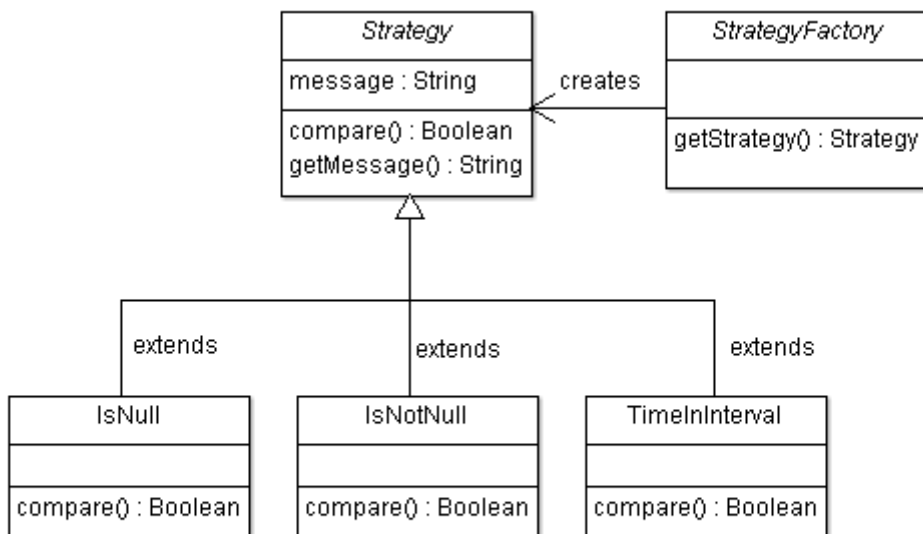 Strategy
message : String
compare() : Boolean
getMessage() : String
creates
StrategyFactory
getStrategy() : Strategy
extends
extends
extends
IsNull
compare() : Boolean
IsNotNull
compare() : Boolean
TimeInInterval
compare() : Boolean